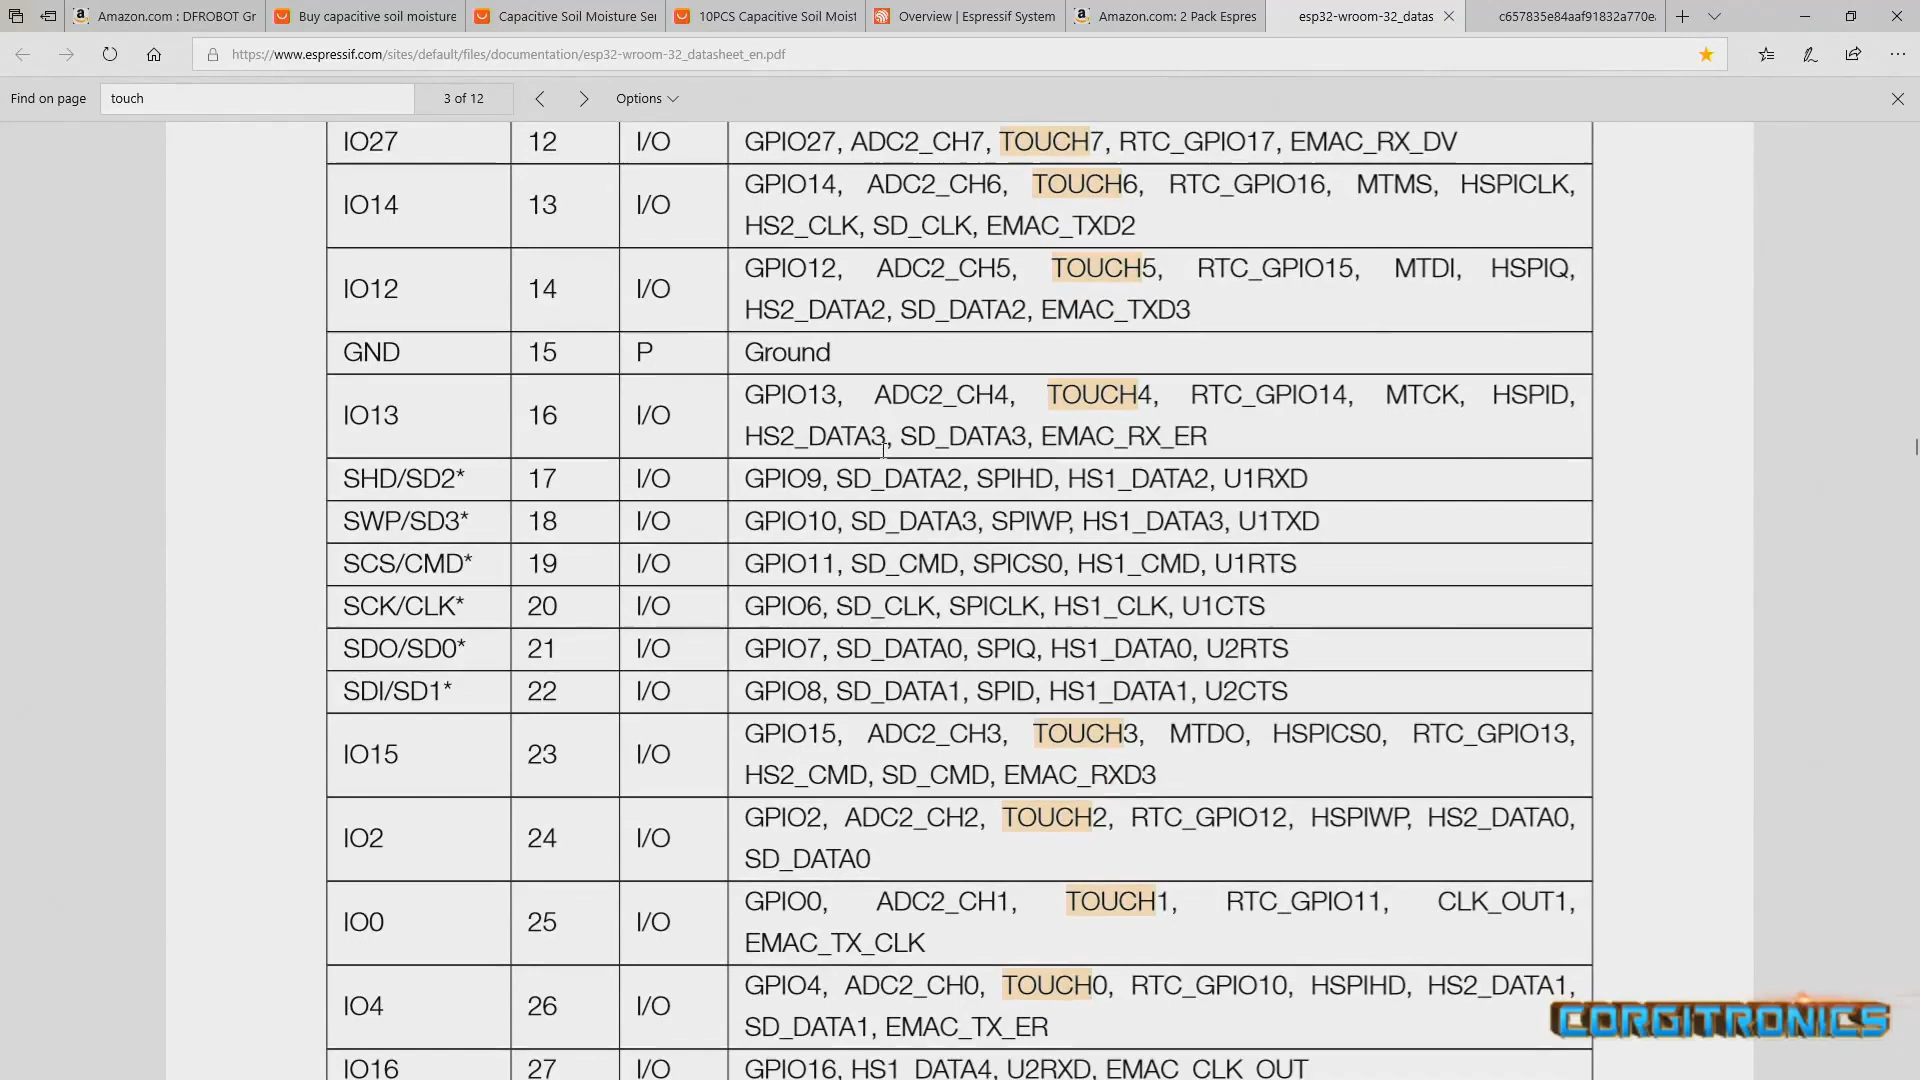 Amazon.com : DFROBOT Gr
Buy capacitive soil moisture
Capacitive Soil Moisture Ser
10PCS Capacitive Soil Moist
Overview | Espressif System
Amazon.com: 2 Pack Espres
esp32-wroom-32_datas
c657835e84aaf91832a770ea
https://www.espressif.com/sites/default/files/documentation/esp32-wroom-32_datasheet_en.pdf
Find on page
touch
3 of 12
Options
IO27 12 I/O GPIO27, ADC2_CH7, TOUCH7, RTC_GPIO17, EMAC_RX_DV
IO14 13 I/O GPIO14, ADC2_CH6, TOUCH6, RTC_GPIO16, MTMS, HSPICLK,
HS2_CLK, SD_CLK, EMAC_TXD2
IO12 14 I/O GPIO12, ADC2_CH5, TOUCH5, RTC_GPIO15, MTDI, HSPIQ,
HS2_DATA2, SD_DATA2, EMAC_TXD3
GND 15 P Ground
IO13 16 I/O GPIO13, ADC2_CH4, TOUCH4, RTC_GPIO14, MTCK, HSPID,
HS2_DATA3, SD_DATA3, EMAC_RX_ER
SHD/SD2* 17 I/O GPIO9, SD_DATA2, SPIHD, HS1_DATA2, U1RXD
SWP/SD3* 18 I/O GPIO10, SD_DATA3, SPIWP, HS1_DATA3, U1TXD
SCS/CMD* 19 I/O GPIO11, SD_CMD, SPICS0, HS1_CMD, U1RTS
SCK/CLK* 20 I/O GPIO6, SD_CLK, SPICLK, HS1_CLK, U1CTS
SDO/SD0* 21 I/O GPIO7, SD_DATA0, SPIQ, HS1_DATA0, U2RTS
SDI/SD1* 22 I/O GPIO8, SD_DATA1, SPID, HS1_DATA1, U2CTS
IO15 23 I/O GPIO15, ADC2_CH3, TOUCH3, MTDO, HSPICS0, RTC_GPIO13,
HS2_CMD, SD_CMD, EMAC_RXD3
IO2 24 I/O GPIO2, ADC2_CH2, TOUCH2, RTC_GPIO12, HSPIWP, HS2_DATA0,
SD_DATA0
IO0 25 I/O GPIO0, ADC2_CH1, TOUCH1, RTC_GPIO11, CLK_OUT1,
EMAC_TX_CLK
IO4 26 I/O GPIO4, ADC2_CH0, TOUCH0, RTC_GPIO10, HSPIHD, HS2_DATA1,
SD_DATA1, EMAC_TX_ER
IO16 27 I/O GPIO16, HS1_DATA4, U2RXD, EMAC_CLK_OUT
CORGITRONICS